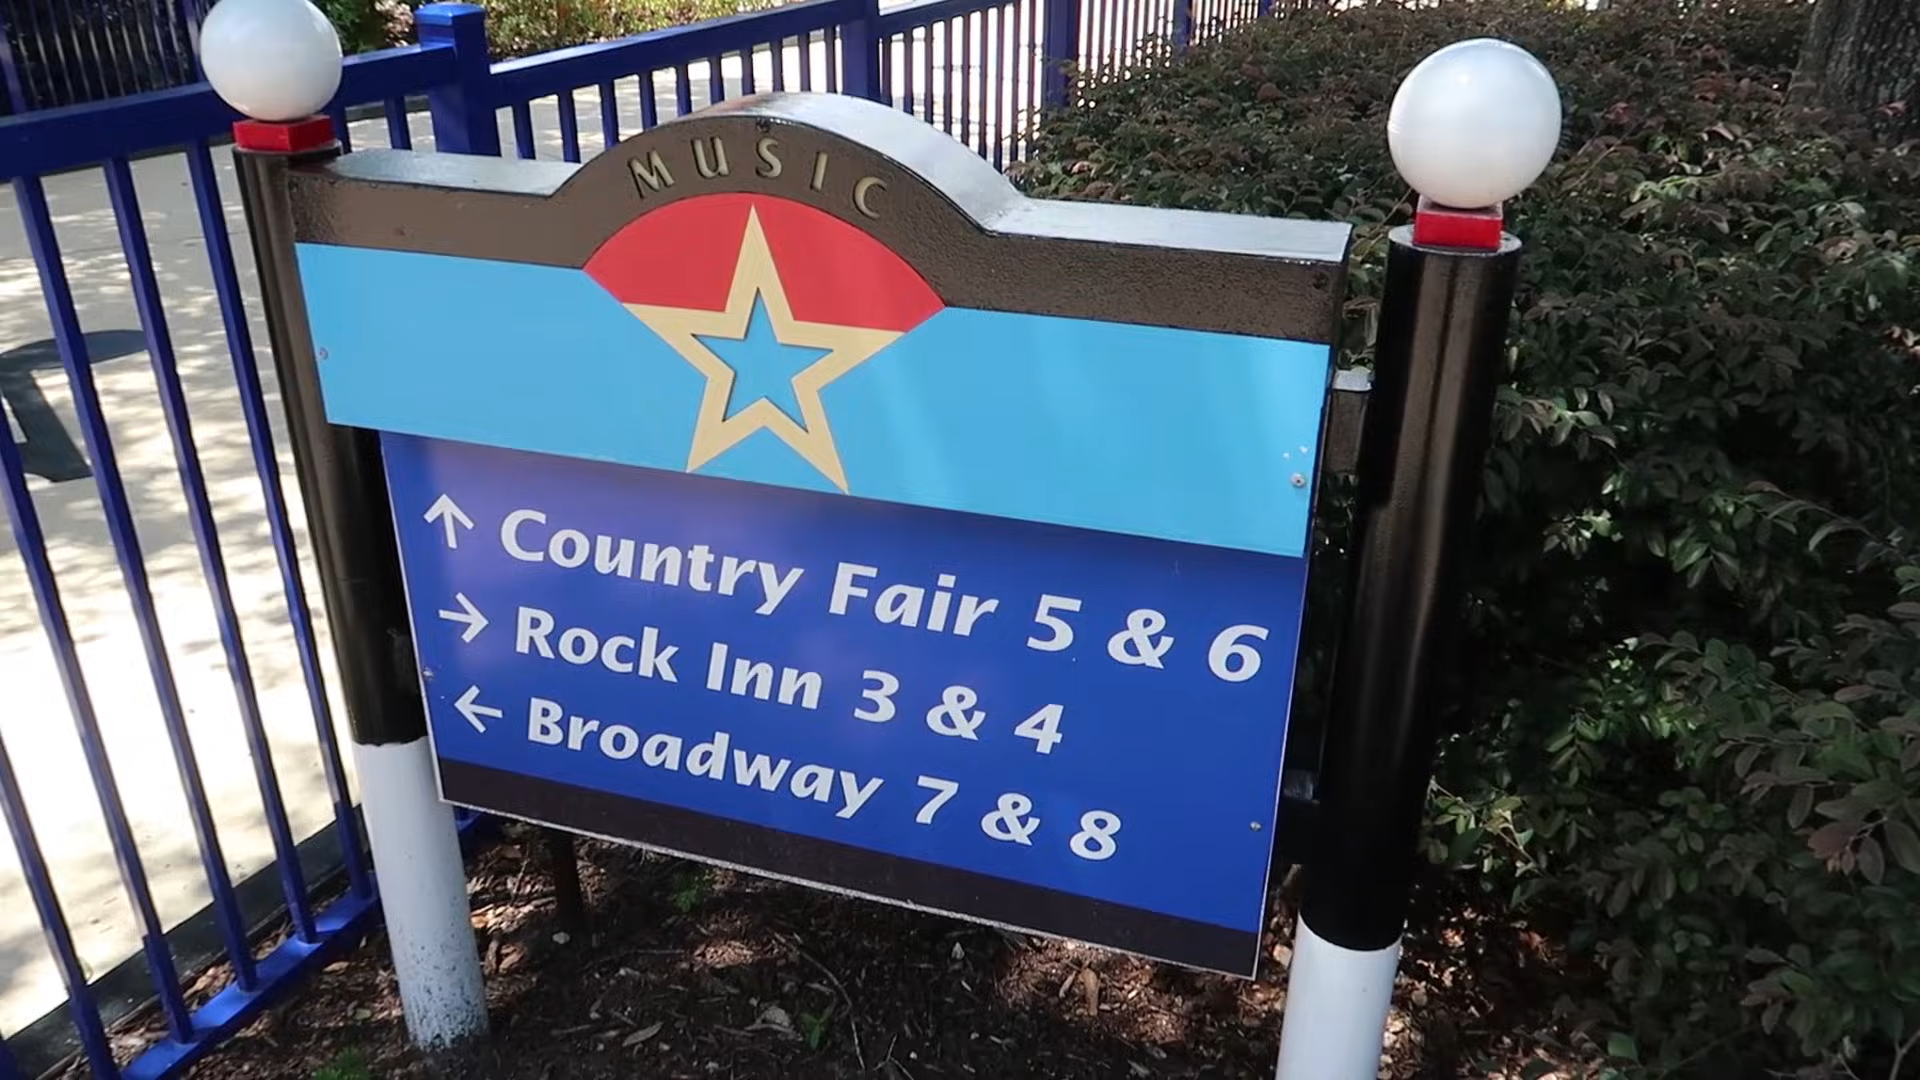 MUSIC
↑ Country Fair 5 & 6
→ Rock Inn 3 & 4
← Broadway 7 & 8